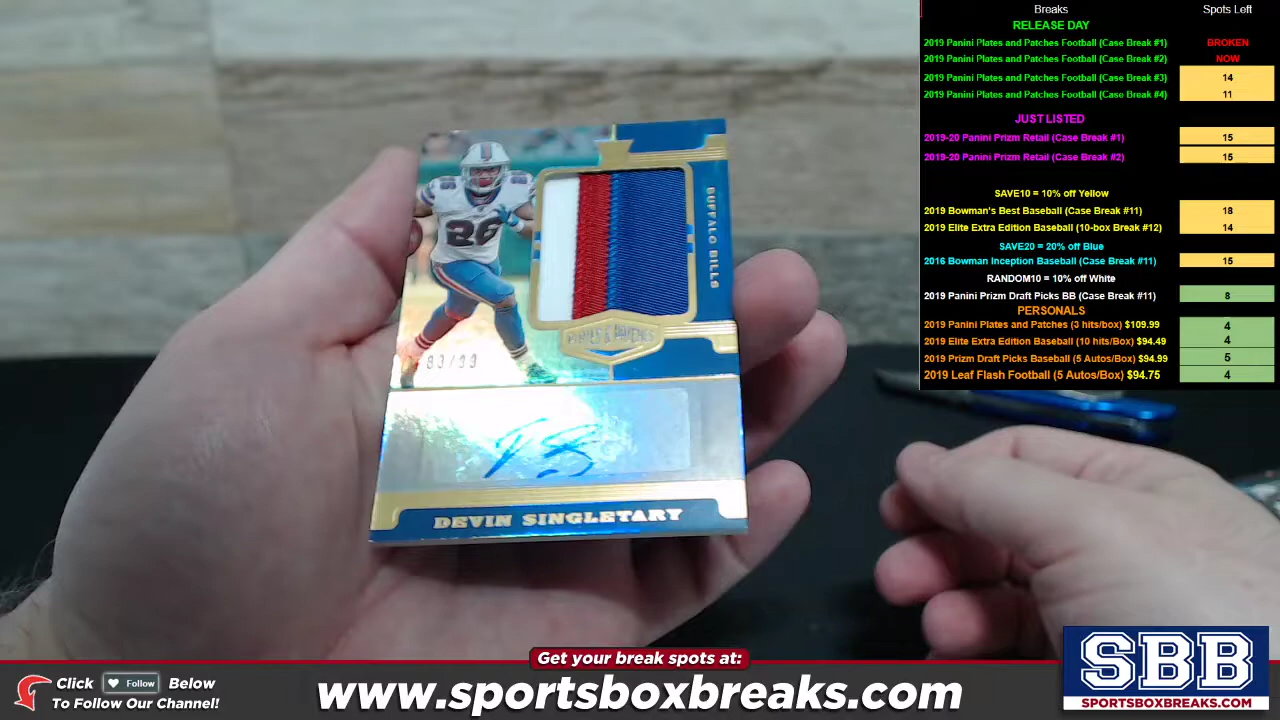 Breaks Spots Left
RELEASE DAY
2019 Panini Plates and Patches Football (Case Break #1) BROKEN
2019 Panini Plates and Patches Football (Case Break #2) NOW
2019 Panini Plates and Patches Football (Case Break #3) 14
2019 Panini Plates and Patches Football (Case Break #4) 11
JUST LISTED
2019-20 Panini Prizm Retail (Case Break #1) 15
2019-20 Panini Prizm Retail (Case Break #2) 15
SAVE10 = 10% off Yellow
2019 Bowman's Best Baseball (Case Break #11) 18
2019 Elite Extra Edition Baseball (10-box Break #12) 14
SAVE20 = 20% off Blue
2016 Bowman Inception Baseball (Case Break #11) 15
RANDOM10 = 10% off White
2019 Panini Prizm Draft Picks BB (Case Break #11) 8
PERSONALS
2019 Panini Plates and Patches (3 hits/box) $109.99 4
2019 Elite Extra Edition Baseball (10 hits/Box) $94.49 4
2019 Prizm Draft Picks Baseball (5 Autos/Box) $94.99 5
2019 Leaf Flash Football (5 Autos/Box) $94.75 4
26
BUFFALO BILLS
PLATES & PATCHES
83/99
DEVIN SINGLETARY
Get your break spots at:
www.sportsboxbreaks.com
Click Follow Below
To Follow Our Channel!
SBB
SPORTSBOXBREAKS.COM